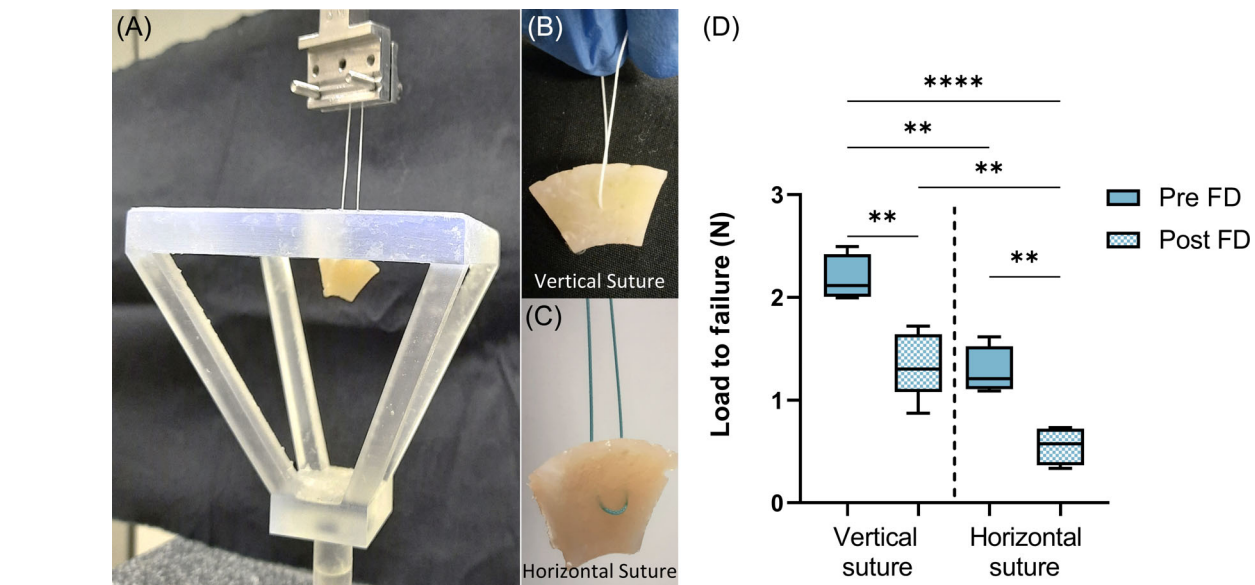 (A)
(B)
Vertical Suture
(C)
Horizontal Suture
(D)
****
**
**
**
**
Pre FD
Post FD
Load to failure (N)
3
2
1
0
Vertical
suture
Horizontal
suture